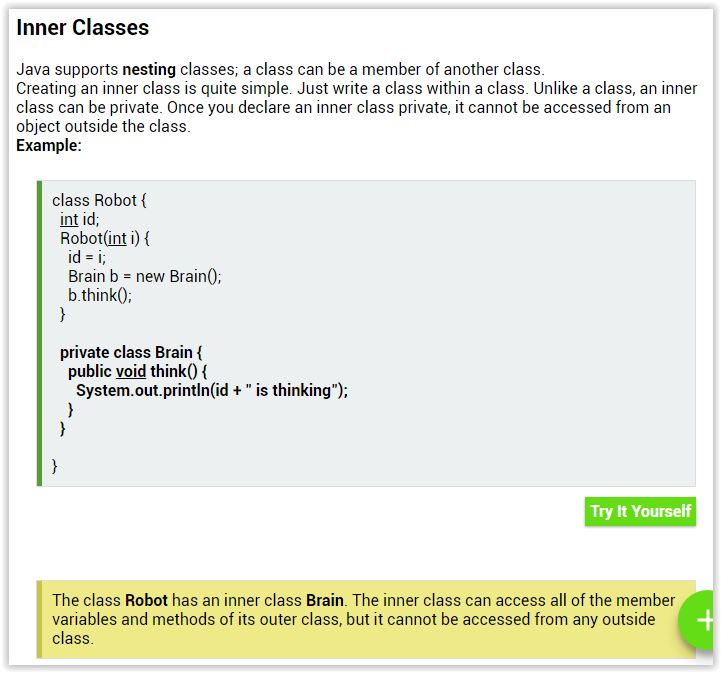 Inner Classes
Java supports nesting classes; a class can be a member of another class.
Creating an inner class is quite simple. Just write a class within a class. Unlike a class, an inner
class can be private. Once you declare an inner class private, it cannot be accessed from an
object outside the class.
Example:
class Robot {
int id;
Robot(int i) {
id = i;
Brain b = new Brain();
b.think();
}
private class Brain {
public void think() {
System.out.println(id + " is thinking");
}
}
}
Try It Yourself
The class Robot has an inner class Brain. The inner class can access all of the member
variables and methods of its outer class, but it cannot be accessed from any outside
class.
+